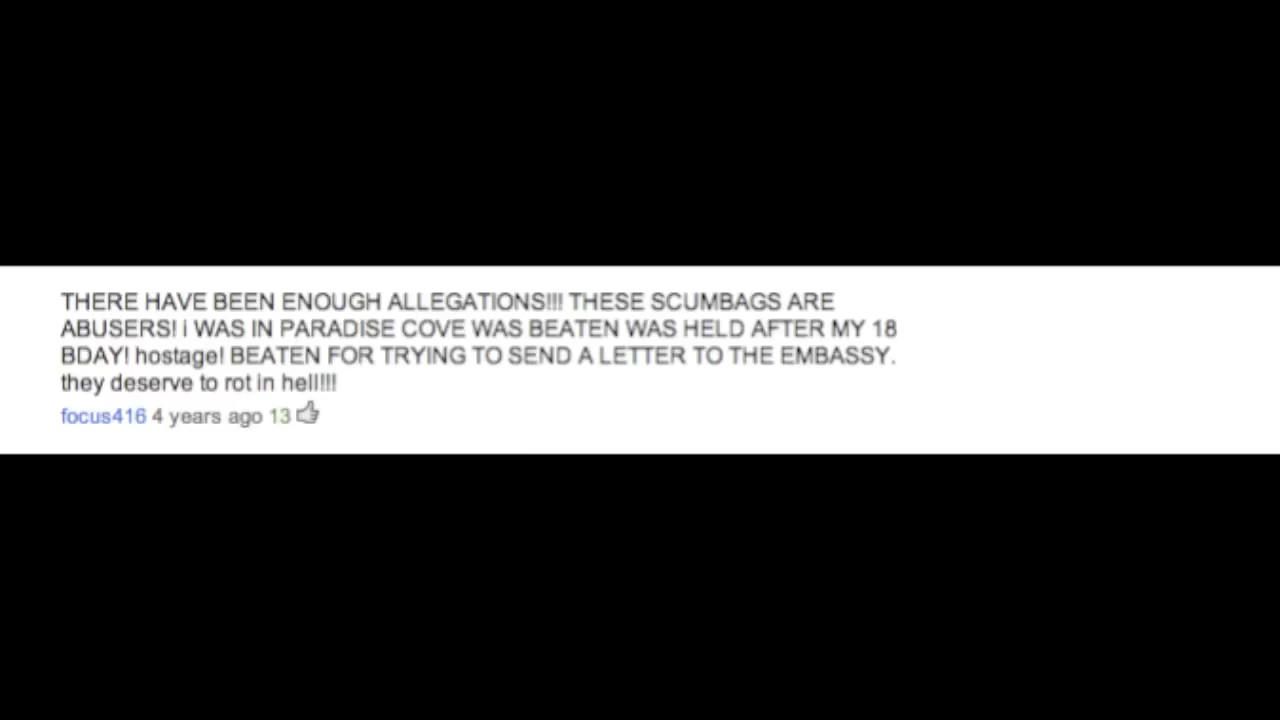 THERE HAVE BEEN ENOUGH ALLEGATIONS!!! THESE SCUMBAGS ARE
ABUSERS! i WAS IN PARADISE COVE WAS BEATEN WAS HELD AFTER MY 18
BDAY! hostage! BEATEN FOR TRYING TO SEND A LETTER TO THE EMBASSY.
they deserve to rot in hell!!!
focus416 4 years ago 13